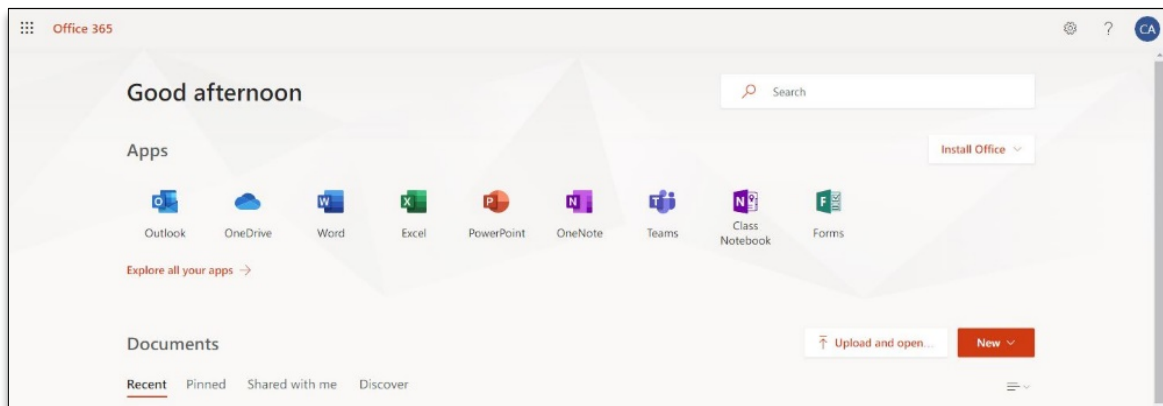 Office 365
?
CA
Good afternoon
Search
Apps
Install Office
Outlook
OneDrive
Word
Excel
PowerPoint
OneNote
Teams
Class
Notebook
Forms
Explore all your apps →
Documents
Upload and open...
New
Recent Pinned Shared with me Discover